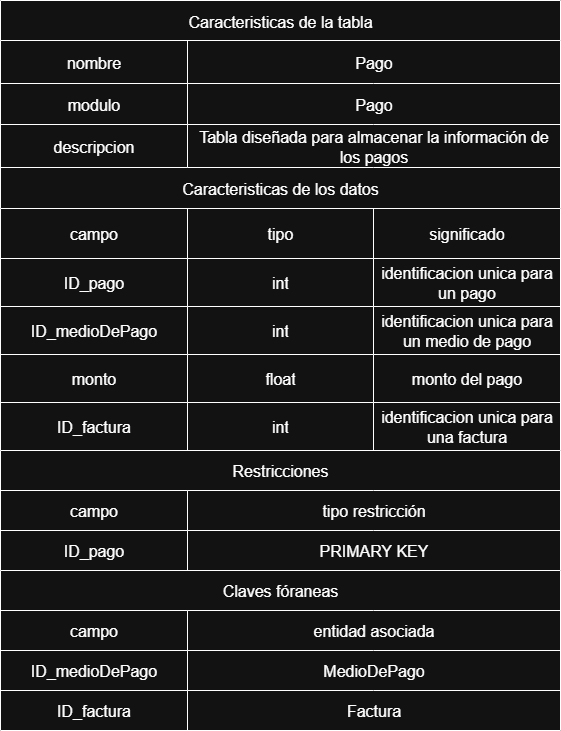 Caracteristicas de la tabla
nombre Pago
modulo Pago
descripcion Tabla diseñada para almacenar la información de
los pagos
Caracteristicas de los datos
campo tipo significado
ID_pago int identificacion unica para
un pago
ID_medioDePago int identificacion unica para
un medio de pago
monto float monto del pago
ID_factura int identificacion unica para
una factura
Restricciones
campo tipo restricción
ID_pago PRIMARY KEY
Claves fóraneas
campo entidad asociada
ID_medioDePago MedioDePago
ID_factura Factura